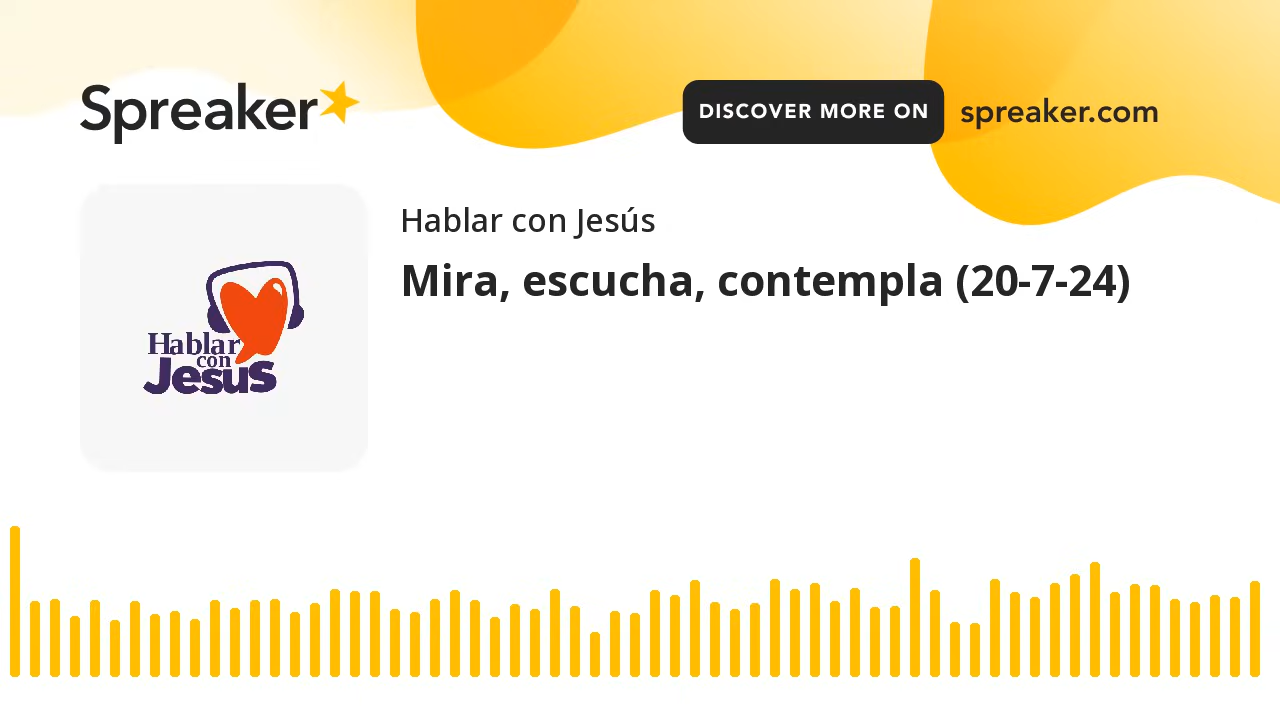 Spreaker
DISCOVER MORE ON spreaker.com
Hablar con Jesús
Mira, escucha, contempla (20-7-24)
Hablar
con
Jesus